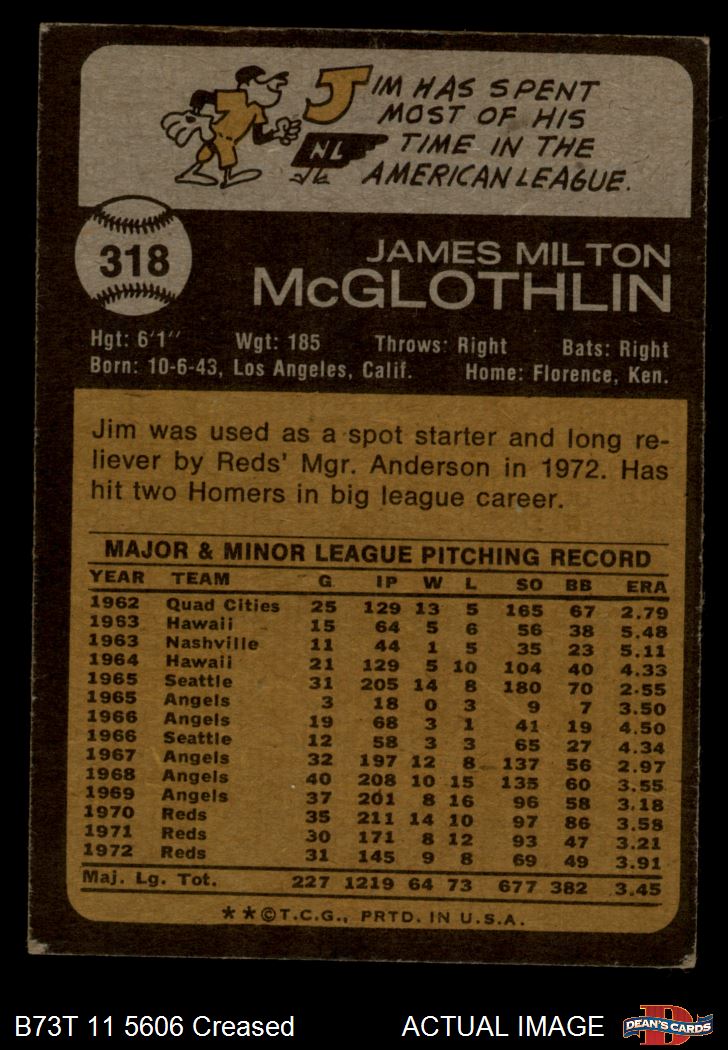 JIM HAS SPENT
MOST OF HIS
TIME IN THE
AMERICAN LEAGUE.
NL
318
JAMES MILTON
McGLOTHLIN
Hgt: 6'1" Wgt: 185 Throws: Right Bats: Right
Born: 10-6-43, Los Angeles, Calif. Home: Florence, Ken.
Jim was used as a spot starter and long re-
liever by Reds' Mgr. Anderson in 1972. Has
hit two Homers in big league career.
MAJOR & MINOR LEAGUE PITCHING RECORD
YEAR TEAM G IP W L SO BB ERA
1962 Quad Cities 25 129 13 5 165 67 2.79
1963 Hawaii 15 64 5 6 56 38 5.48
1963 Nashville 11 44 1 5 35 23 5.11
1964 Hawaii 21 129 5 10 104 40 4.33
1965 Seattle 31 205 14 8 180 70 2.55
1965 Angels 3 18 0 3 9 7 3.50
1966 Angels 19 68 3 1 41 19 4.50
1966 Seattle 12 58 3 3 65 27 4.34
1967 Angels 32 197 12 8 137 56 2.97
1968 Angels 40 208 10 15 135 60 3.55
1969 Angels 37 201 8 16 96 58 3.18
1970 Reds 35 211 14 10 97 86 3.58
1971 Reds 30 171 8 12 93 47 3.21
1972 Reds 31 145 9 8 69 49 3.91
Maj. Lg. Tot. 227 1219 64 73 677 382 3.45
**©T.C.G., PRTD. IN U.S.A.
B73T 11 5606 Creased ACTUAL IMAGE
DEAN'S CARDS